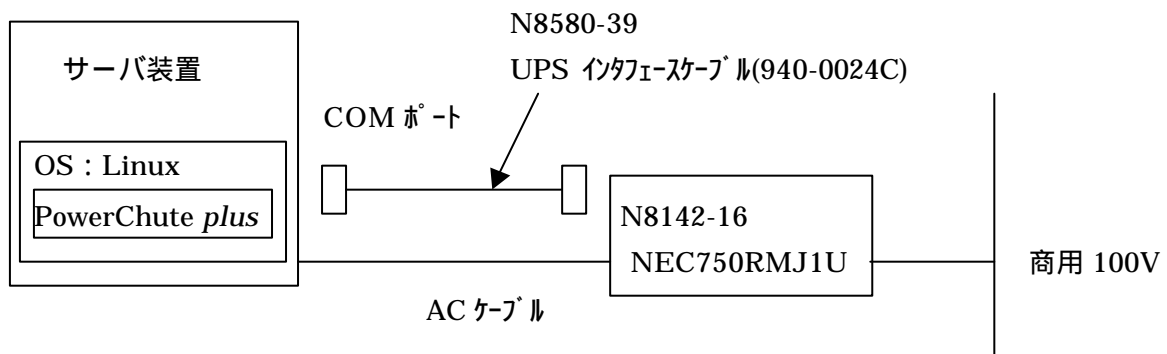 サーバ装置
OS：Linux
PowerChute plus
COM ﾎﾟｰﾄ
N8580-39
UPS ｲﾝﾀﾌｪｰｽｹｰﾌﾞﾙ(940-0024C)
N8142-16
NEC750RMJ1U
AC ｹｰﾌﾞﾙ
商用 100V